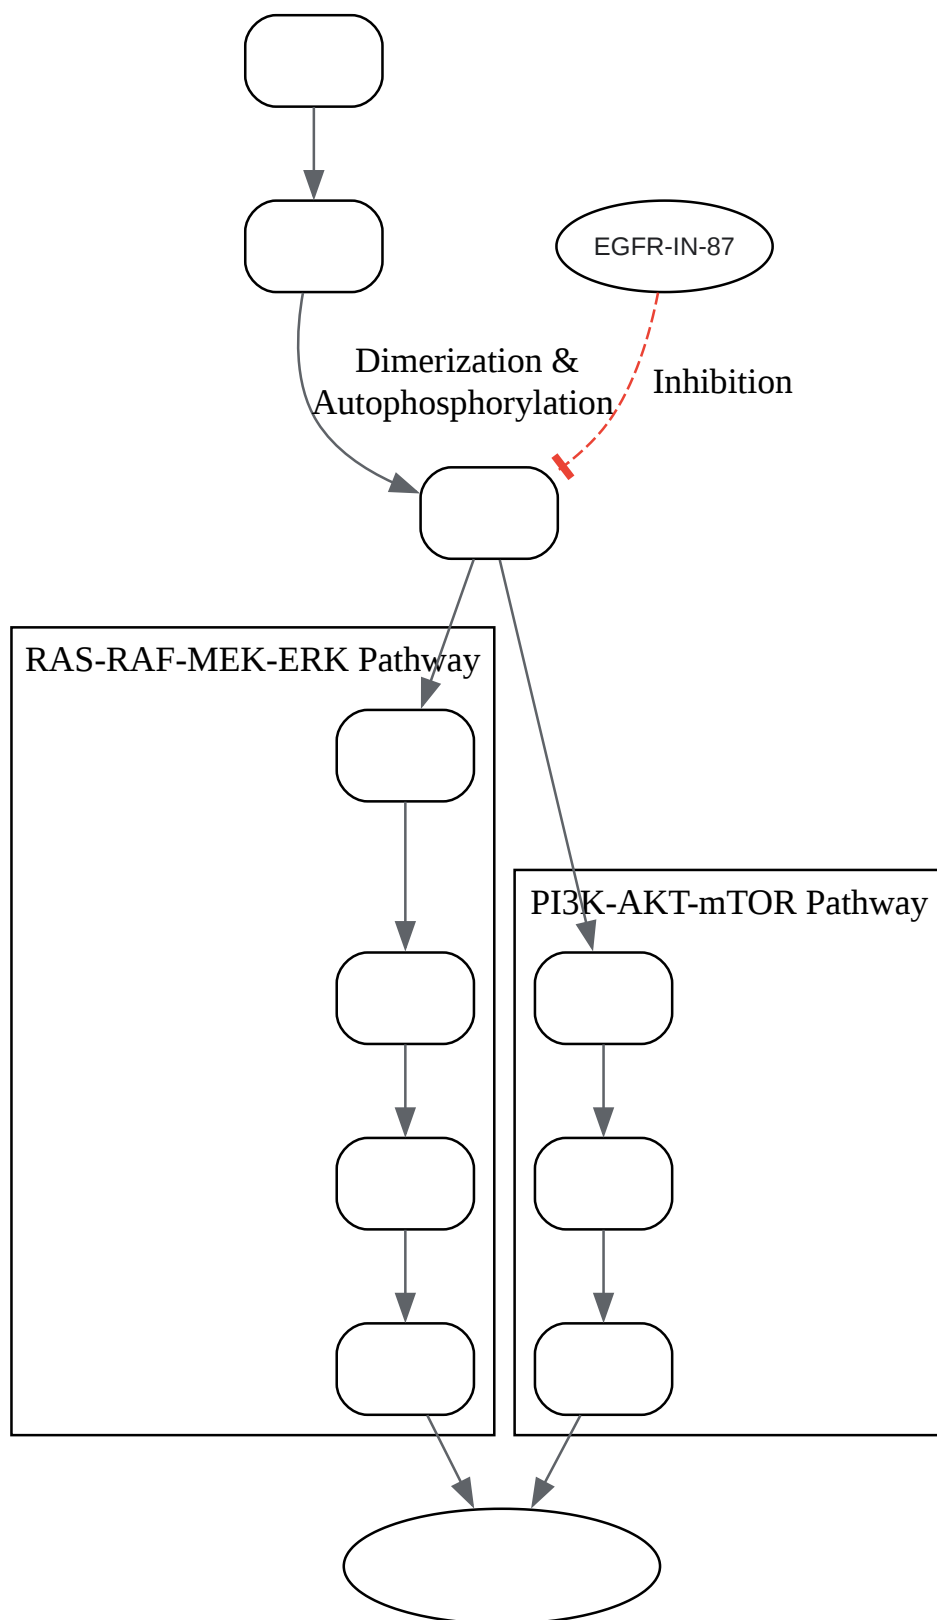 EGFR-IN-87
Dimerization &
Autophosphorylation
Inhibition
RAS-RAF-MEK-ERK Pathway
PI3K-AKT-mTOR Pathway